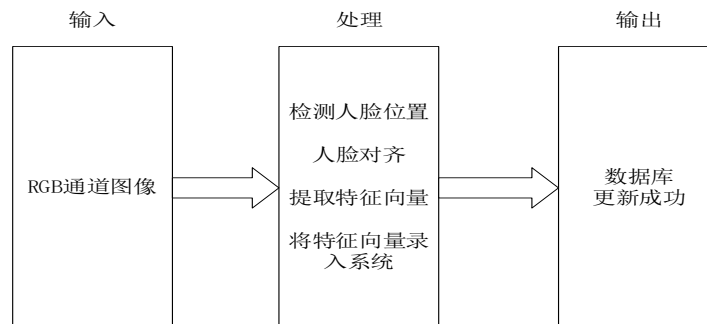 输入
处理
输出
RGB通道图像
检测人脸位置
人脸对齐
提取特征向量
将特征向量录
入系统
数据库
更新成功